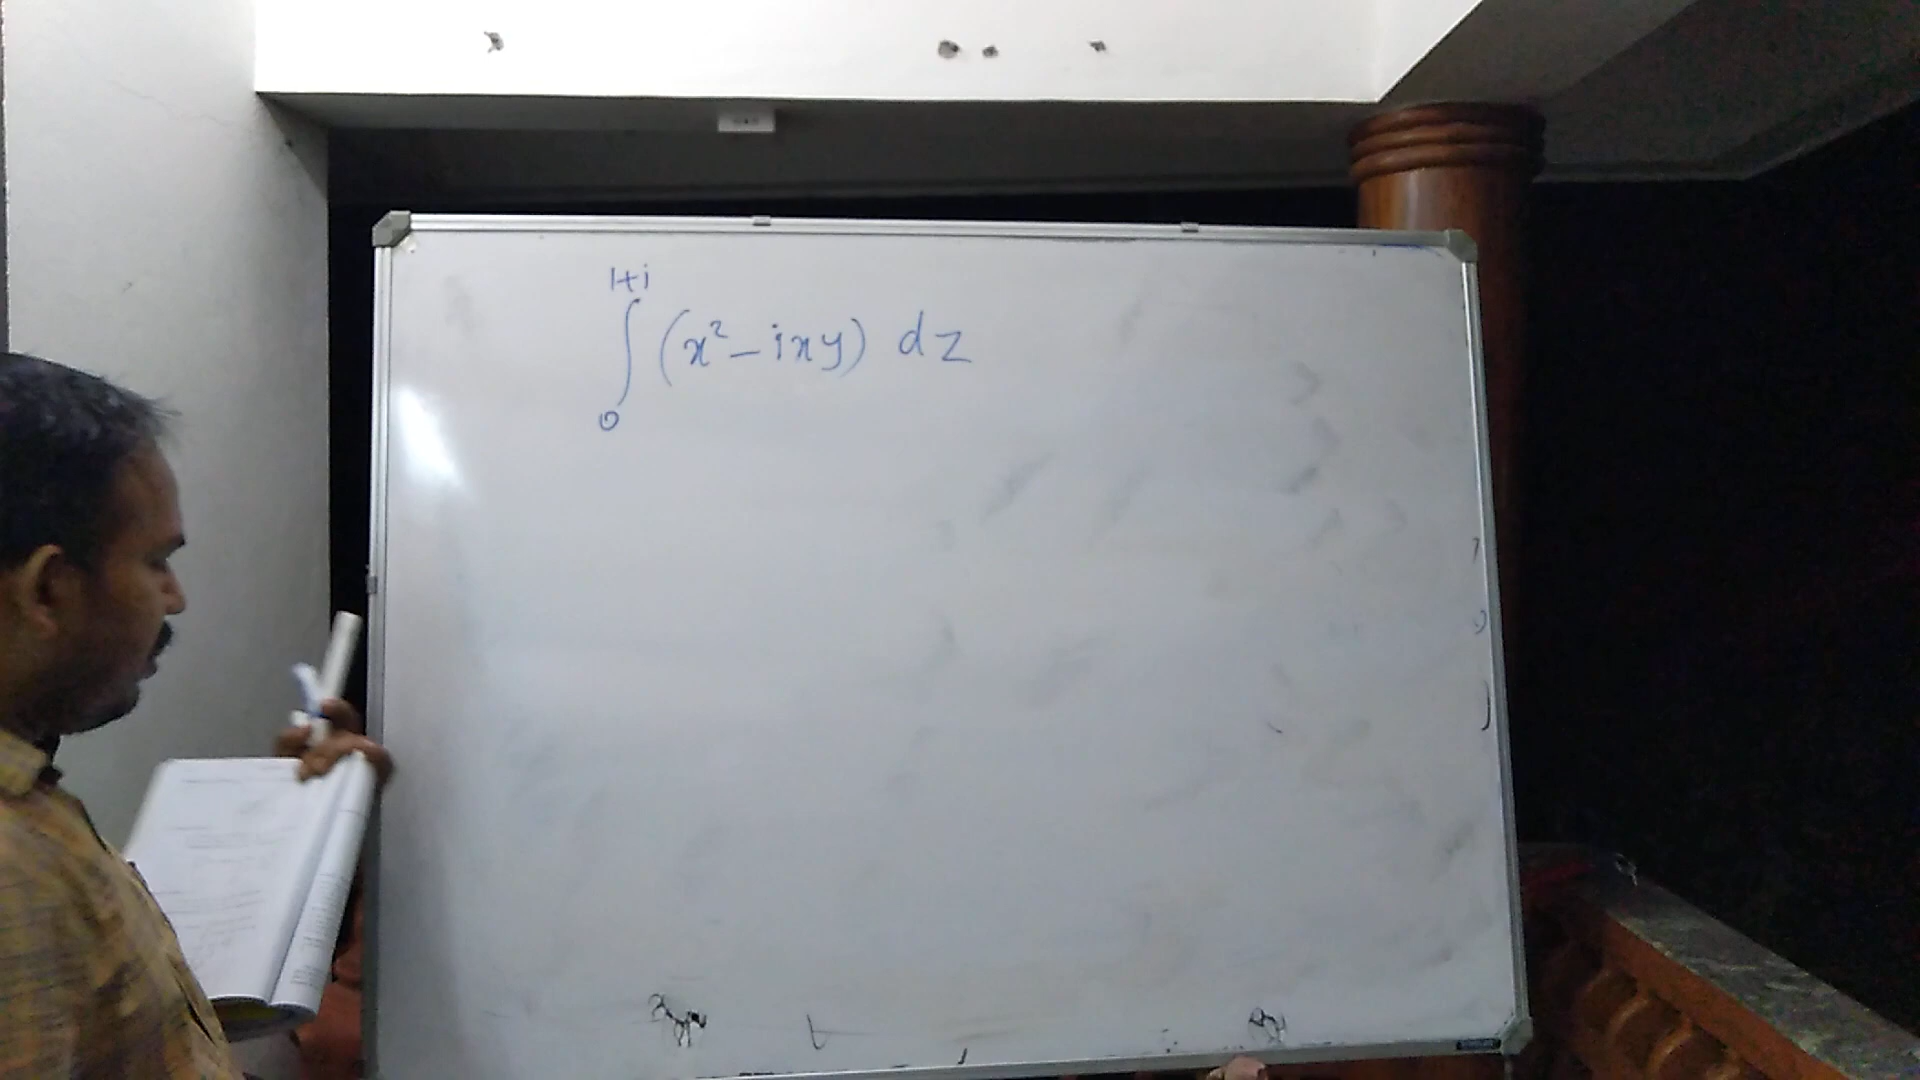 1+i
∫ (x² - ixy) dz
0